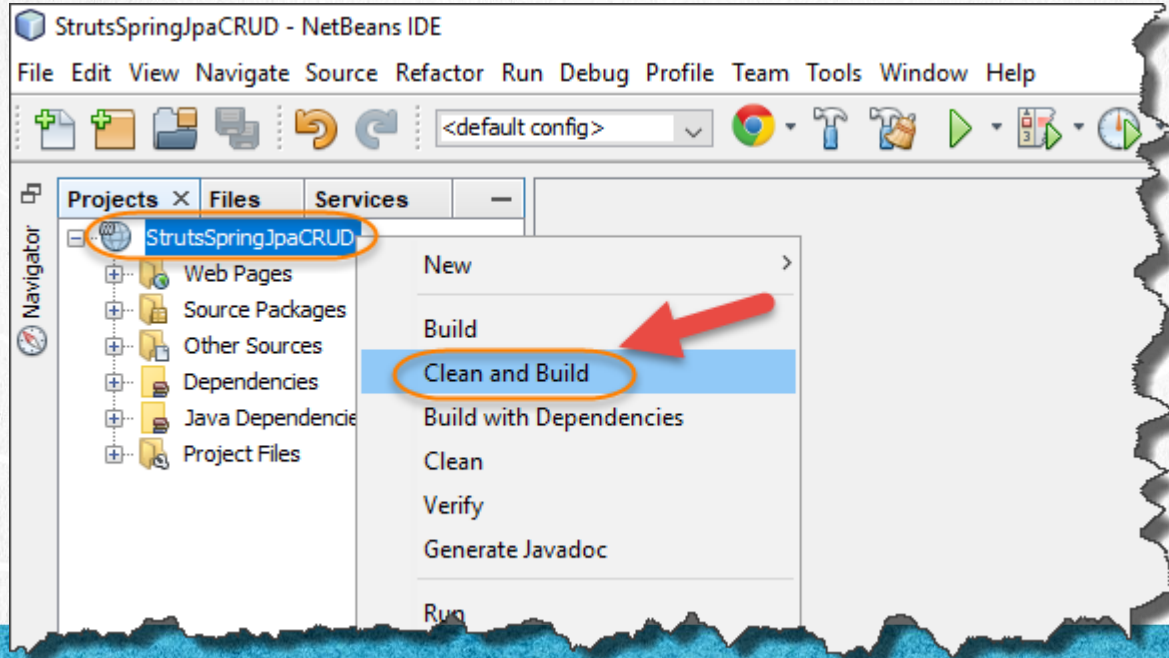 StrutsSpringJpaCRUD - NetBeans IDE
File Edit View Navigate Source Refactor Run Debug Profile Team Tools Window Help
<default config>
Projects Files Services
Navigator
StrutsSpringJpaCRUD
Web Pages
Source Packages
Other Sources
Dependencies
Java Dependencie
Project Files
New
Build
Clean and Build
Build with Dependencies
Clean
Verify
Generate Javadoc
Run